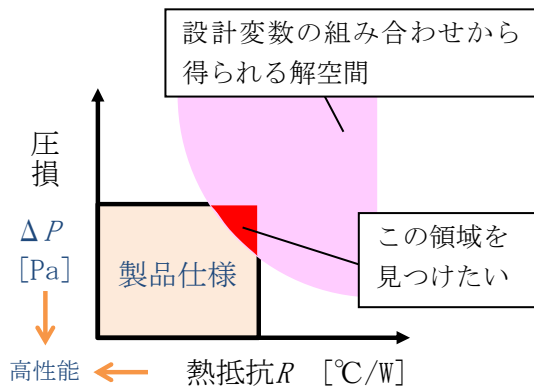 設計変数の組み合わせから
得られる解空間
圧
損
ΔP
[Pa]
製品仕様
この領域を
見つけたい
高性能
熱抵抗R [℃/W]